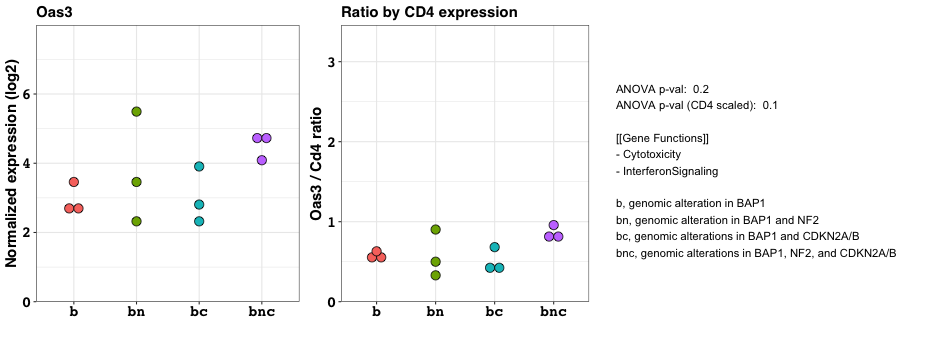 Oas3
Normalized expression (log2)
6
4
2
0
b bn bc bnc
Ratio by CD4 expression
Oas3 / Cd4 ratio
3
2
1
0
b bn bc bnc
ANOVA p-val: 0.2
ANOVA p-val (CD4 scaled): 0.1
[[Gene Functions]]
- Cytotoxicity
- InterferonSignaling
b, genomic alteration in BAP1
bn, genomic alteration in BAP1 and NF2
bc, genomic alterations in BAP1 and CDKN2A/B
bnc, genomic alterations in BAP1, NF2, and CDKN2A/B